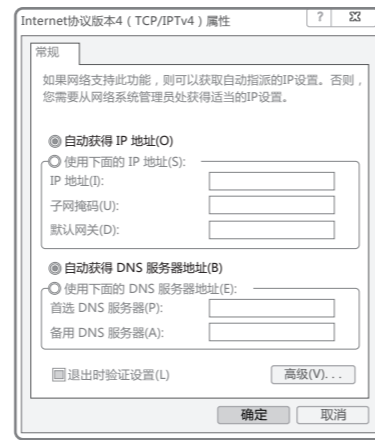 Internet协议版本4（TCP/IPTv4）属性
常规
如果网络支持此功能，则可以获取自动指派的IP设置。否则，
您需要从网络系统管理员处获得适当的IP设置。
自动获得 IP 地址(O)
使用下面的 IP 地址(S):
IP 地址(I):
子网掩码(U):
默认网关(D):
自动获得 DNS 服务器地址(B)
使用下面的 DNS 服务器地址(E):
首选 DNS 服务器(P):
备用 DNS 服务器(A):
退出时验证设置(L)
高级(V)...
确定 取消